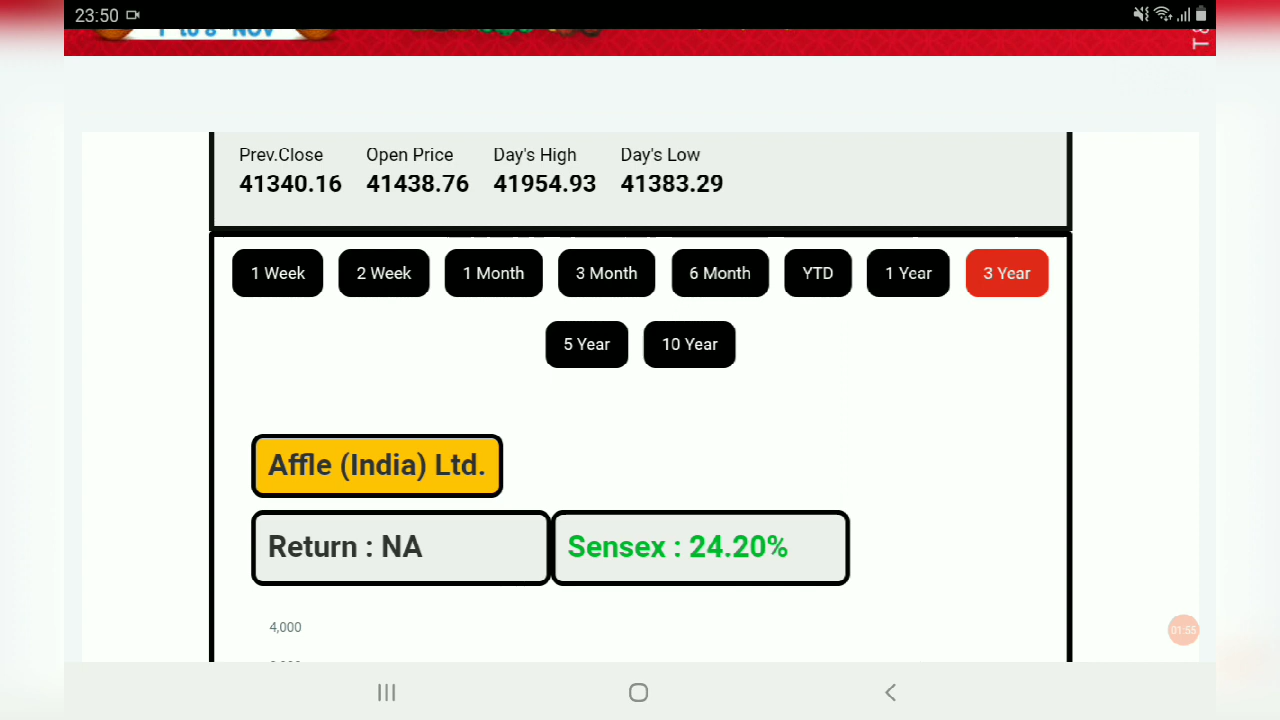 23:50
Prev.Close Open Price Day's High Day's Low
41340.16 41438.76 41954.93 41383.29
1 Week 2 Week 1 Month 3 Month 6 Month YTD 1 Year 3 Year
5 Year 10 Year
Affle (India) Ltd.
Return : NA Sensex : 24.20%
4,000
01:55